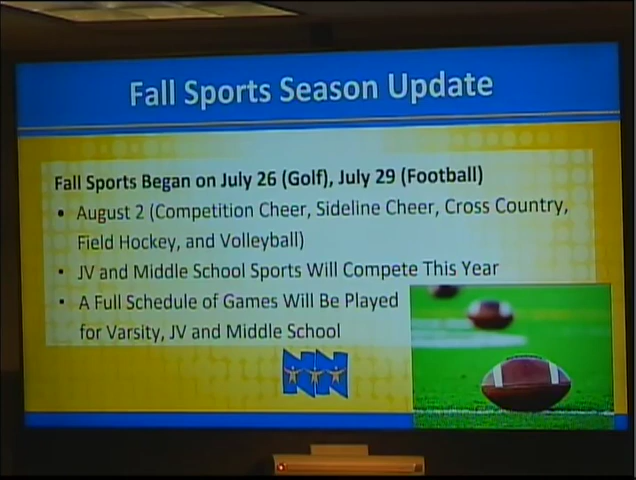 Fall Sports Season Update
Fall Sports Began on July 26 (Golf), July 29 (Football)
• August 2 (Competition Cheer, Sideline Cheer, Cross Country,
Field Hockey, and Volleyball)
• JV and Middle School Sports Will Compete This Year
• A Full Schedule of Games Will Be Played
for Varsity, JV and Middle School
NN